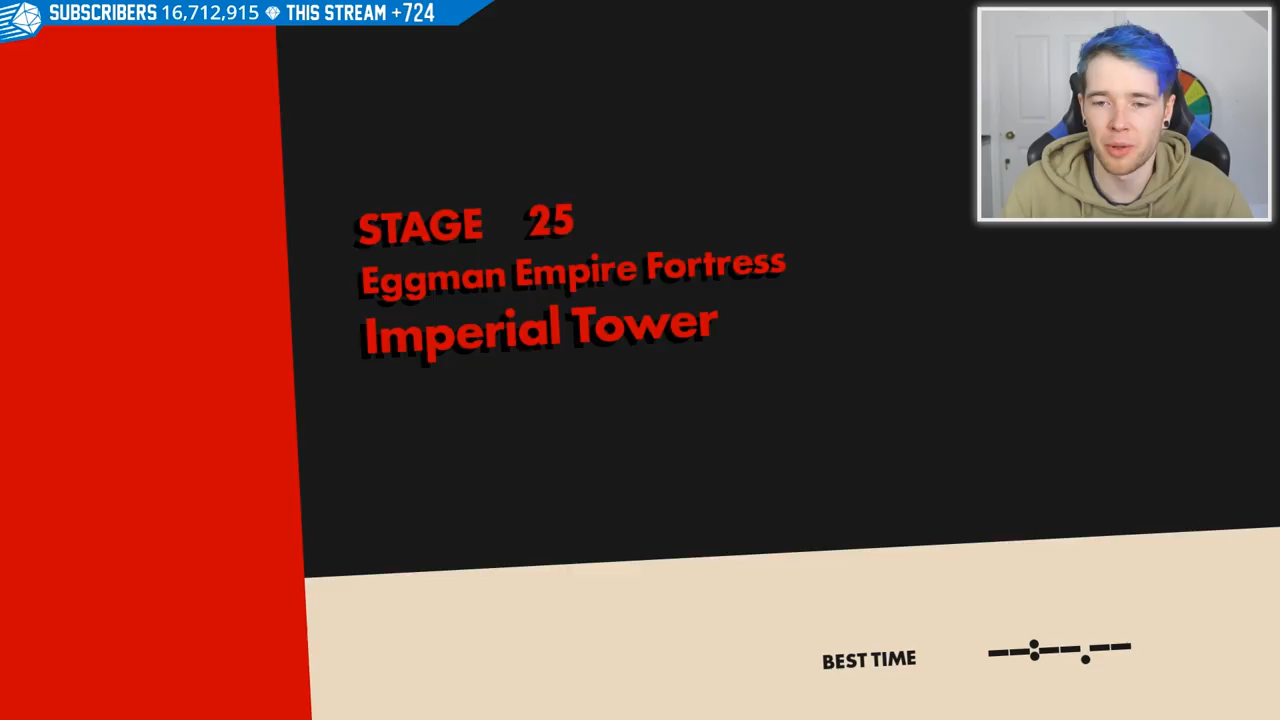 SUBSCRIBERS 16,712,915 THIS STREAM +724
STAGE 25
Eggman Empire Fortress
Imperial Tower
BEST TIME --:--.--